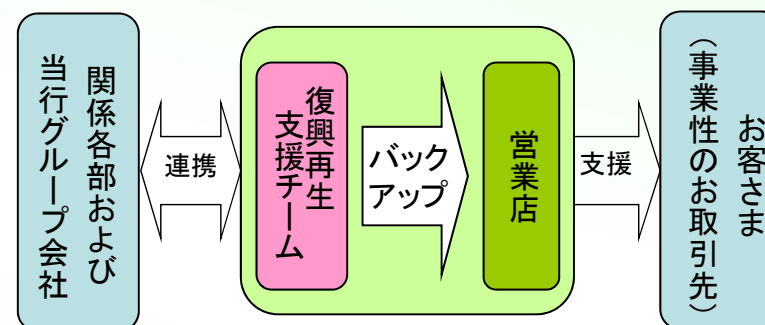 関係各部および
当行グループ会社
連携
復興再生
支援チーム
バック
アップ
営業店
支援
お客さま
（事業性のお取引先）